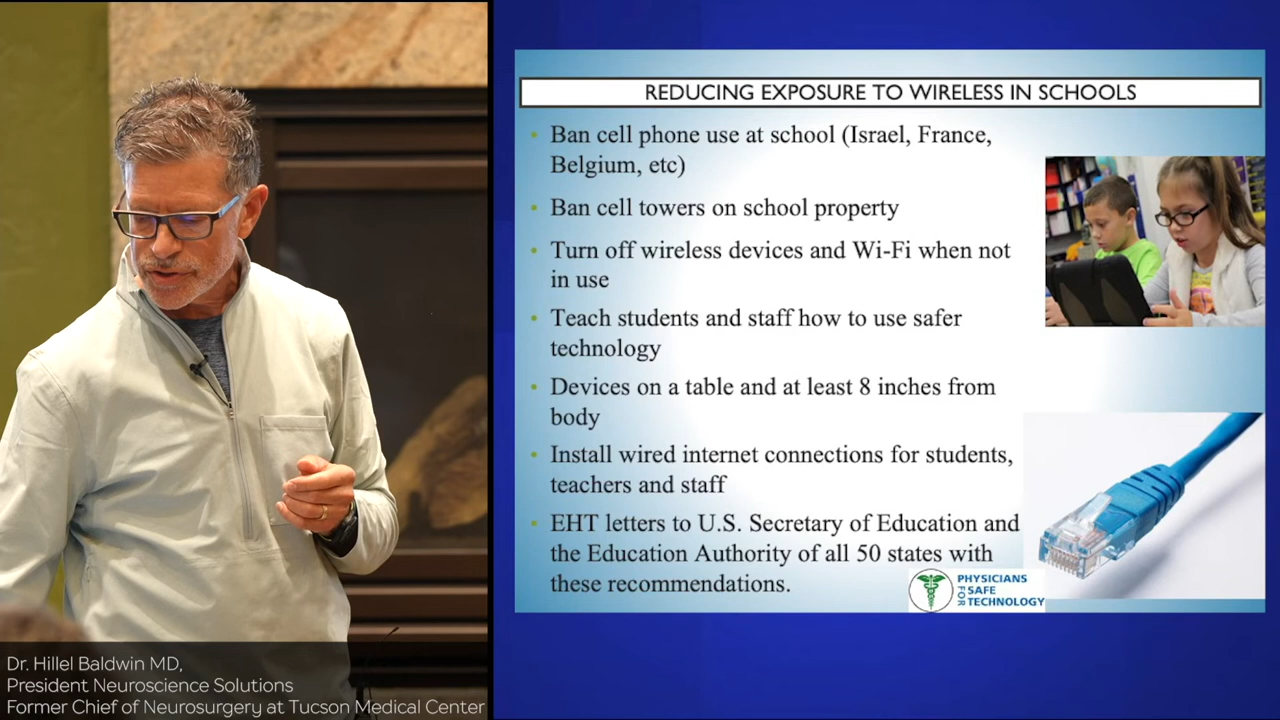 REDUCING EXPOSURE TO WIRELESS IN SCHOOLS
• Ban cell phone use at school (Israel, France,
Belgium, etc)
• Ban cell towers on school property
• Turn off wireless devices and Wi-Fi when not
in use
• Teach students and staff how to use safer
technology
• Devices on a table and at least 8 inches from
body
• Install wired internet connections for students,
teachers and staff
• EHT letters to U.S. Secretary of Education and
the Education Authority of all 50 states with
these recommendations.
PHYSICIANS
FOR SAFE
TECHNOLOGY
Dr. Hillel Baldwin MD,
President Neuroscience Solutions
Former Chief of Neurosurgery at Tucson Medical Center